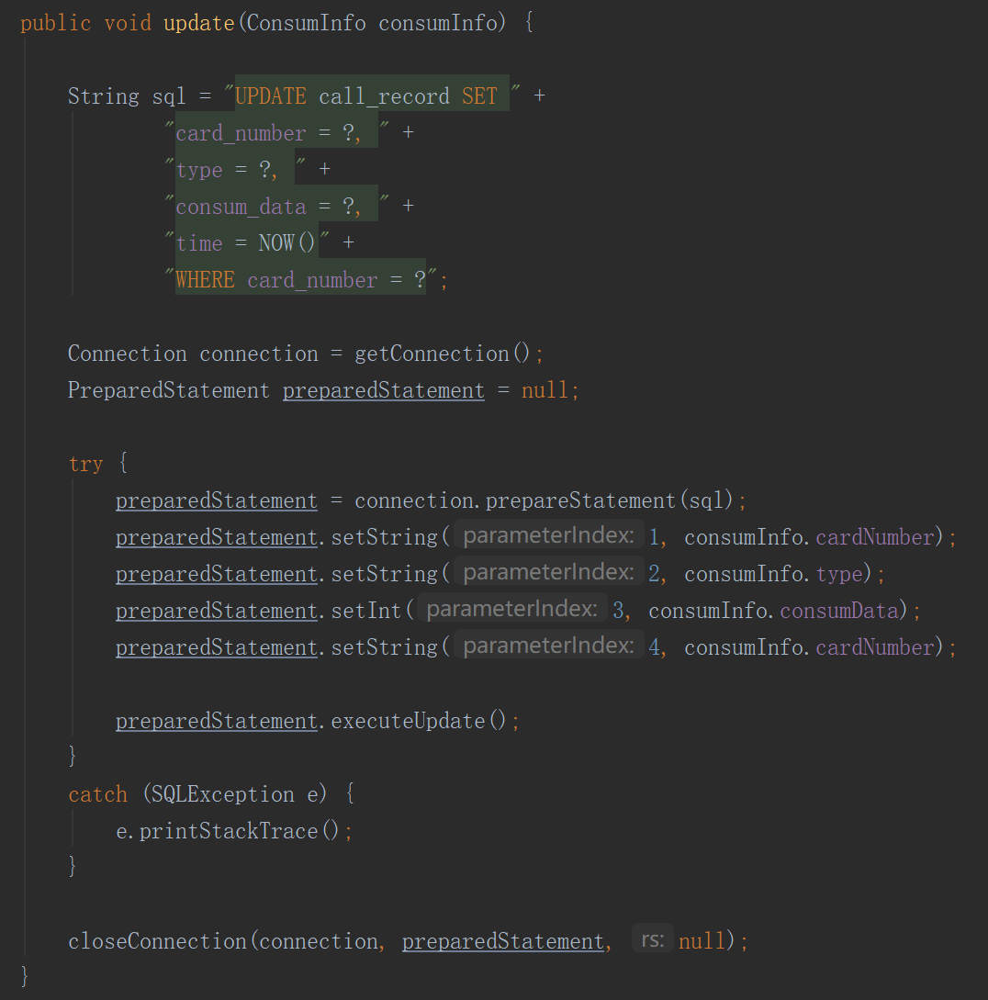 public void update(ConsumInfo consumInfo) {
String sql = "UPDATE call_record SET " +
"card_number = ?, " +
"type = ?, " +
"consum_data = ?, " +
"time = NOW()" +
"WHERE card_number = ?";
Connection connection = getConnection();
PreparedStatement preparedStatement = null;
try {
preparedStatement = connection.prepareStatement(sql);
preparedStatement.setString( parameterIndex: 1, consumInfo.cardNumber);
preparedStatement.setString( parameterIndex: 2, consumInfo.type);
preparedStatement.setInt( parameterIndex: 3, consumInfo.consumData);
preparedStatement.setString( parameterIndex: 4, consumInfo.cardNumber);
preparedStatement.executeUpdate();
}
catch (SQLException e) {
e.printStackTrace();
}
closeConnection(connection, preparedStatement, rs: null);
}